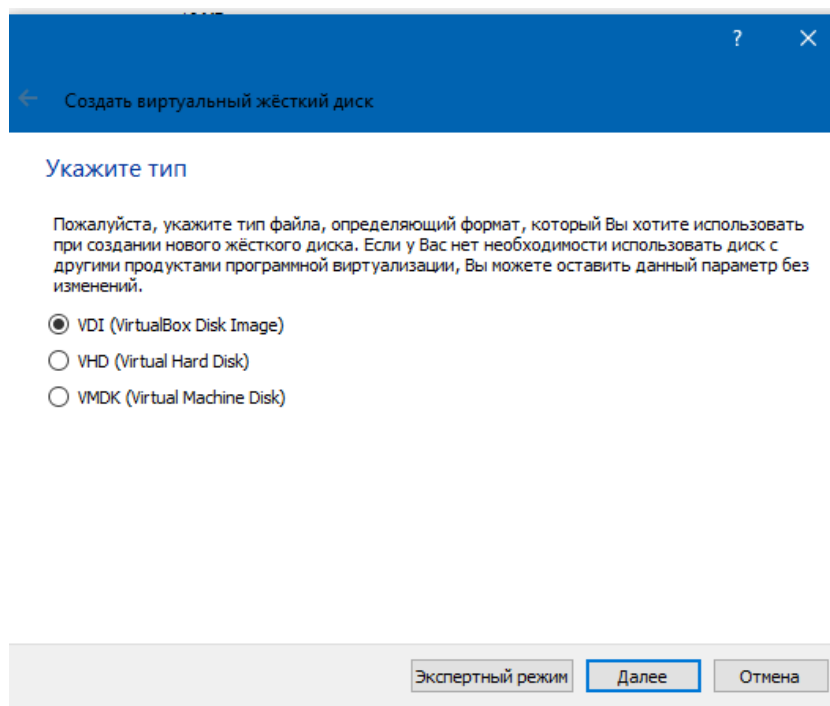 ?
Создать виртуальный жёсткий диск
Укажите тип
Пожалуйста, укажите тип файла, определяющий формат, который Вы хотите использовать
при создании нового жёсткого диска. Если у Вас нет необходимости использовать диск с
другими продуктами программной виртуализации, Вы можете оставить данный параметр без
изменений.
VDI (VirtualBox Disk Image)
VHD (Virtual Hard Disk)
VMDK (Virtual Machine Disk)
Экспертный режим Далее Отмена